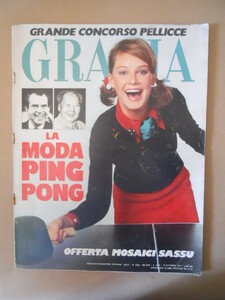 GRANDE CONCORSO PELLICCE
GRAZIA
LA
MODA
PING
PONG
OFFERTA MOSAICI SASSU